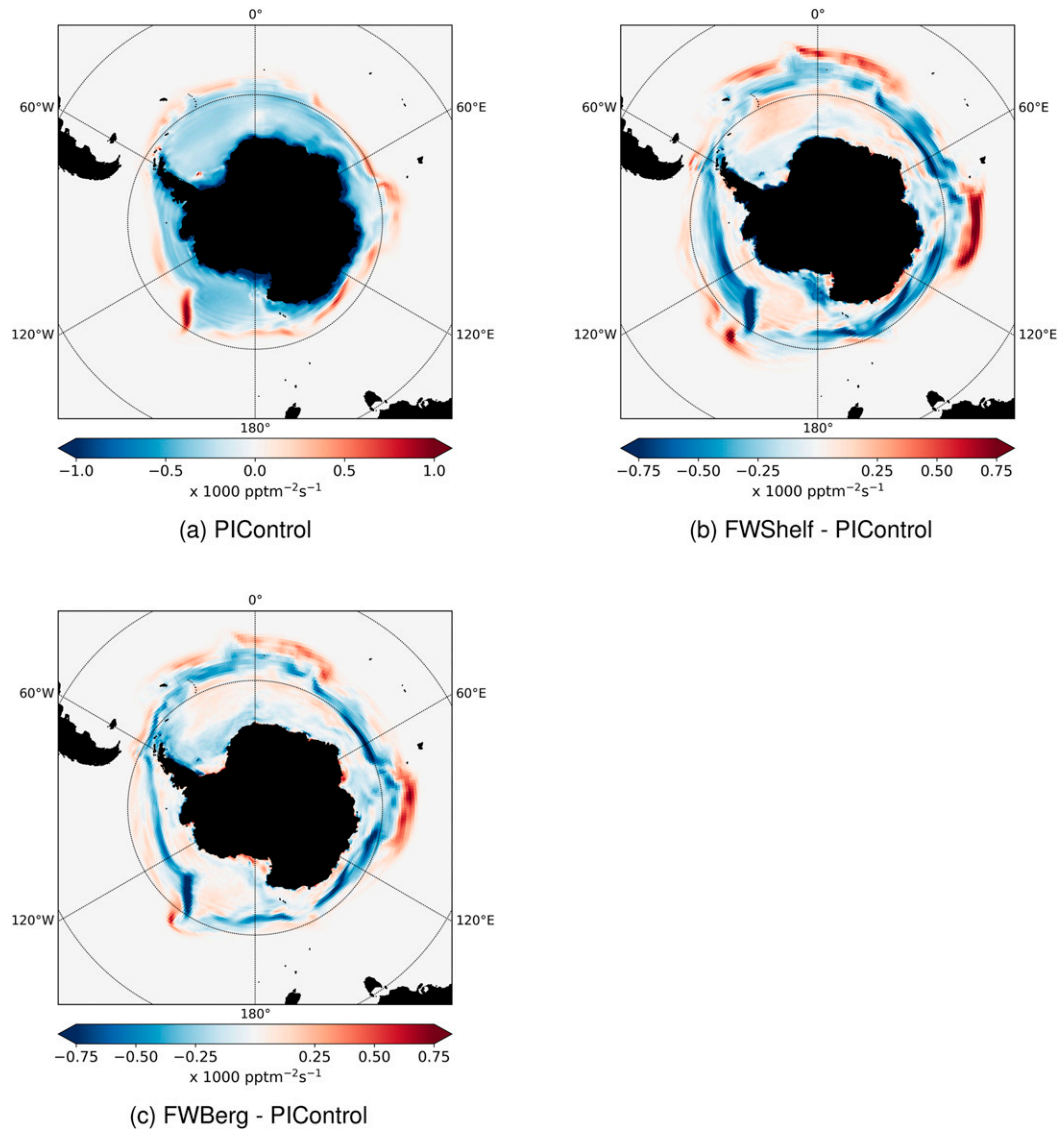 0° 0°
60°W 60°E 60°W 60°E
120°W 120°E 120°W 120°E
180° 180°
−1.0 −0.5 0.0 0.5 1.0 −0.75 −0.50 −0.25 0.25 0.50 0.75
x 1000 pptm⁻²s⁻¹ x 1000 pptm⁻²s⁻¹
(a) PIControl (b) FWShelf - PIControl
0°
60°W 60°E
120°W 120°E
180°
−0.75 −0.50 −0.25 0.25 0.50 0.75
x 1000 pptm⁻²s⁻¹
(c) FWBerg - PIControl